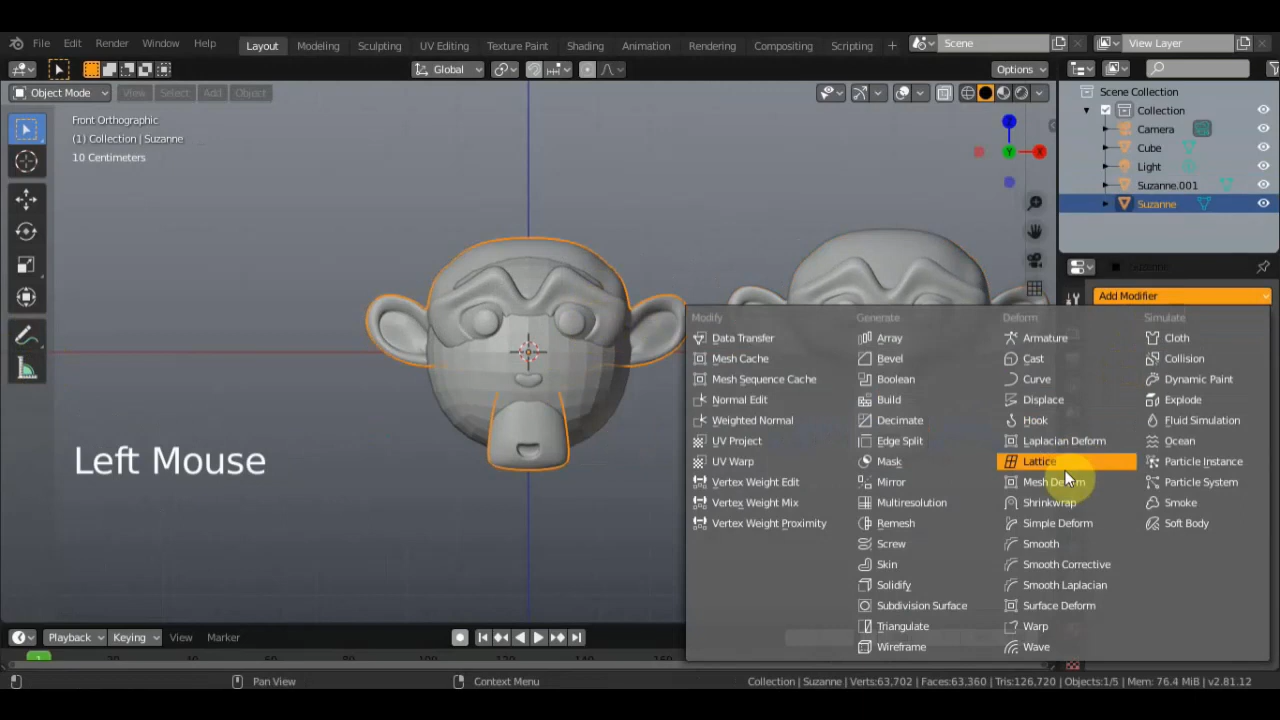 File Edit Render Window Help Layout Modeling Sculpting UV Editing Texture Paint Shading Animation Rendering Compositing Scripting + Scene View Layer
Global Options
Object Mode View Select Add Object
Front Orthographic
(1) Collection | Suzanne
10 Centimeters
Z
Y X
Scene Collection
Collection
Camera
Cube
Light
Suzanne.001
Suzanne
Suzanne
Add Modifier
Modify Generate Deform Simulate
Data Transfer Array Armature Cloth
Mesh Cache Bevel Cast Collision
Mesh Sequence Cache Boolean Curve Dynamic Paint
Normal Edit Build Displace Explode
Weighted Normal Decimate Hook Fluid Simulation
UV Project Edge Split Laplacian Deform Ocean
UV Warp Mask Lattice Particle Instance
Vertex Weight Edit Mirror Mesh Deform Particle System
Vertex Weight Mix Multiresolution Shrinkwrap Smoke
Vertex Weight Proximity Remesh Simple Deform Soft Body
Screw Smooth
Skin Smooth Corrective
Solidify Smooth Laplacian
Subdivision Surface Surface Deform
Triangulate Warp
Wireframe Wave
Left Mouse
Playback Keying View Marker
1
Pan View Context Menu Collection | Suzanne | Verts:63,702 | Faces:63,360 | Tris:126,720 | Objects:1/5 | Mem: 76.4 MiB | v2.81.12